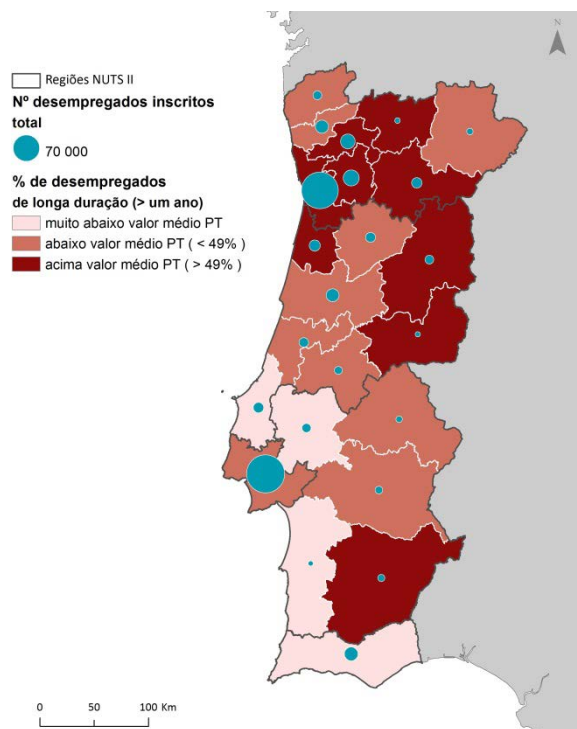 N
Regiões NUTS II
Nº desempregados inscritos
total
70 000
% de desempregados
de longa duração (> um ano)
muito abaixo valor médio PT
abaixo valor médio PT ( < 49% )
acima valor médio PT ( > 49% )
0 50 100 Km